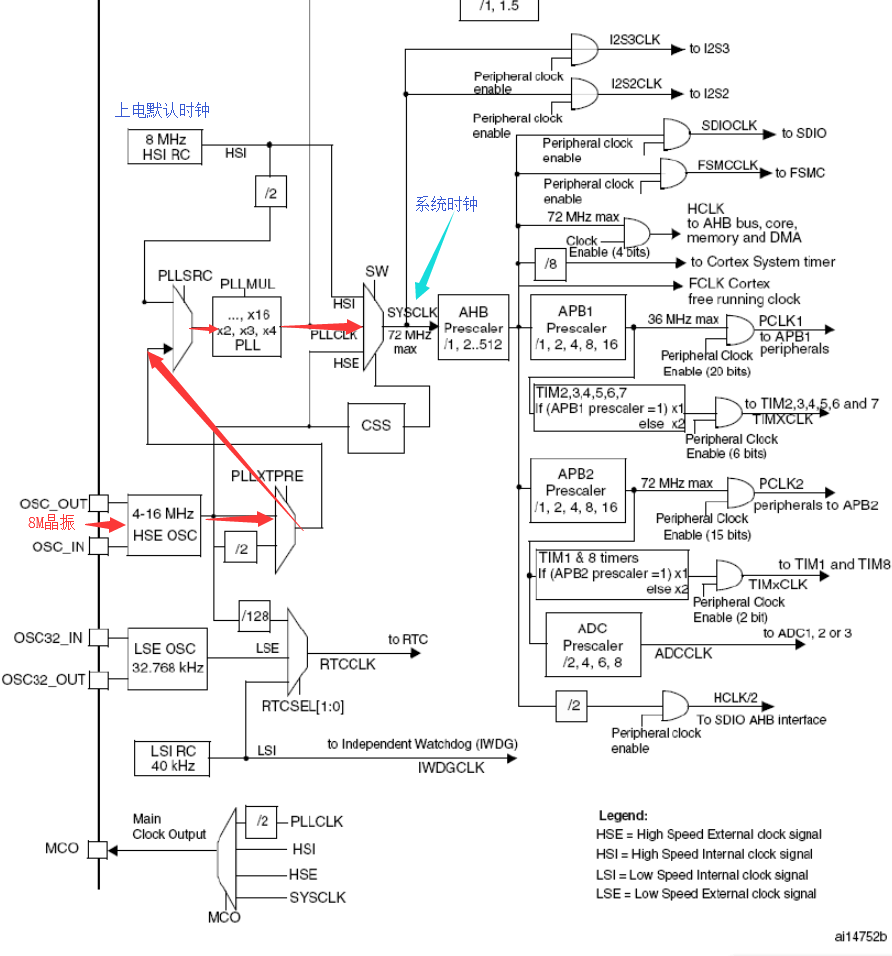 /1, 1.5
I2S3CLK
to I2S3
Peripheral clock
enable
I2S2CLK
to I2S2
Peripheral clock
enable
上电默认时钟
8 MHz
HSI RC
HSI
/2
SDIOCLK
to SDIO
Peripheral clock
enable
FSMCCLK
to FSMC
Peripheral clock
enable
系统时钟
72 MHz max
HCLK
to AHB bus, core,
memory and DMA
Clock
Enable (4 bits)
/8
to Cortex System timer
FCLK Cortex
free running clock
PLLSRC
PLLMUL
..., x16
x2, x3, x4
PLL
SW
HSI
PLLCLK
HSE
SYSCLK
72 MHz
max
AHB
Prescaler
/1, 2..512
APB1
Prescaler
/1, 2, 4, 8, 16
36 MHz max
PCLK1
to APB1
peripherals
Peripheral Clock
Enable (20 bits)
CSS
TIM2,3,4,5,6,7
If (APB1 prescaler =1) x1
else x2
to TIM2,3,4,5,6 and 7
TIMXCLK
Peripheral Clock
Enable (6 bits)
PLLXTPRE
OSC_OUT
8M晶振
OSC_IN
4-16 MHz
HSE OSC
/2
APB2
Prescaler
/1, 2, 4, 8, 16
72 MHz max
PCLK2
peripherals to APB2
Peripheral Clock
Enable (15 bits)
TIM1 & 8 timers
If (APB2 prescaler =1) x1
else x2
to TIM1 and TIM8
TIMxCLK
Peripheral Clock
Enable (2 bit)
/128
OSC32_IN
OSC32_OUT
LSE OSC
32.768 kHz
LSE
to RTC
RTCCLK
RTCSEL[1:0]
ADC
Prescaler
/2, 4, 6, 8
to ADC1, 2 or 3
ADCCLK
/2
HCLK/2
To SDIO AHB interface
Peripheral clock
enable
LSI RC
40 kHz
LSI
to Independent Watchdog (IWDG)
IWDGCLK
MCO
Main
Clock Output
/2
PLLCLK
HSI
HSE
SYSCLK
MCO
Legend:
HSE = High Speed External clock signal
HSI = High Speed Internal clock signal
LSI = Low Speed Internal clock signal
LSE = Low Speed External clock signal
ai14752b